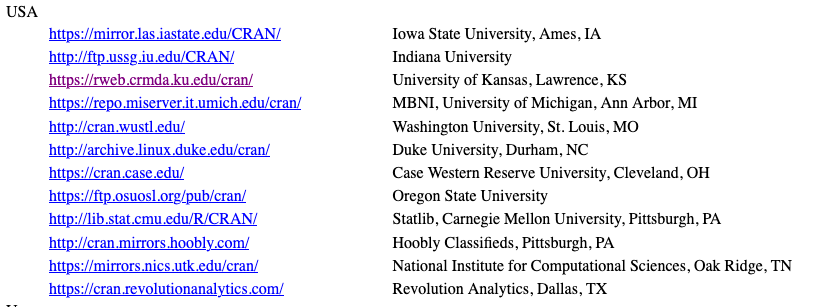 USA
https://mirror.las.iastate.edu/CRAN/ Iowa State University, Ames, IA
http://ftp.ussg.iu.edu/CRAN/ Indiana University
https://rweb.crmda.ku.edu/cran/ University of Kansas, Lawrence, KS
https://repo.miserver.it.umich.edu/cran/ MBNI, University of Michigan, Ann Arbor, MI
http://cran.wustl.edu/ Washington University, St. Louis, MO
http://archive.linux.duke.edu/cran/ Duke University, Durham, NC
https://cran.case.edu/ Case Western Reserve University, Cleveland, OH
https://ftp.osuosl.org/pub/cran/ Oregon State University
http://lib.stat.cmu.edu/R/CRAN/ Statlib, Carnegie Mellon University, Pittsburgh, PA
http://cran.mirrors.hoobly.com/ Hoobly Classifieds, Pittsburgh, PA
https://mirrors.nics.utk.edu/cran/ National Institute for Computational Sciences, Oak Ridge, TN
https://cran.revolutionanalytics.com/ Revolution Analytics, Dallas, TX